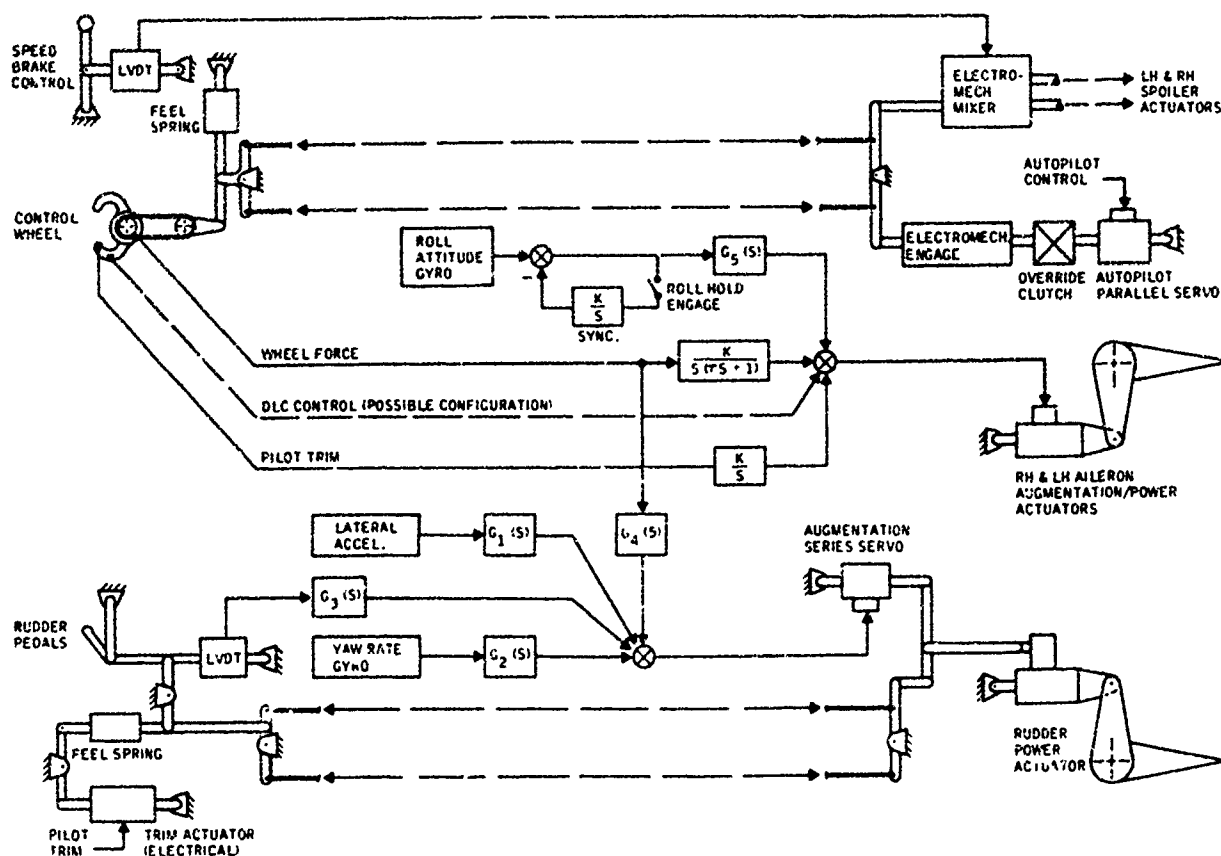 SPEED
BRAKE
CONTROL
LVDT
FEEL
SPRING
ELECTRO-
MECH
MIXER
LH & RH
SPOILER
ACTUATORS
CONTROL
WHEEL
AUTOPILOT
CONTROL
ELECTROMECH
ENGAGE
OVERRIDE
CLUTCH
AUTOPILOT
PARALLEL SERVO
ROLL
ATTITUDE
GYRO
-
G5 (S)
ROLL HOLD
ENGAGE
K
S
SYNC.
WHEEL FORCE
K
S(τS + 1)
DLC CONTROL (POSSIBLE CONFIGURATION)
PILOT TRIM
K
S
RH & LH AILERON
AUGMENTATION/POWER
ACTUATORS
LATERAL
ACCEL.
G1 (S)
G4 (S)
AUGMENTATION
SERIES SERVO
G3 (S)
RUDDER
PEDALS
LVDT
YAW RATE
GYRO
G2 (S)
FEEL SPRING
RUDDER
POWER
ACTUATOR
PILOT
TRIM
TRIM ACTUATOR
(ELECTRICAL)